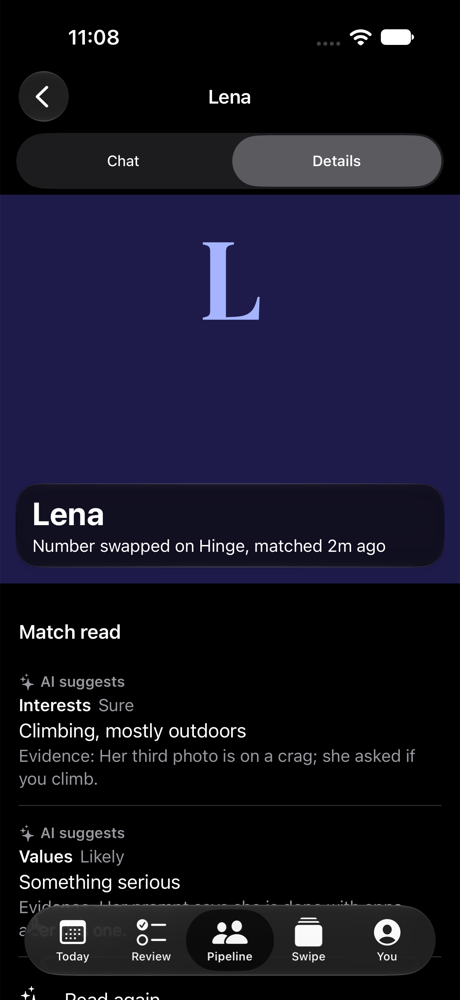 11:08
Lena
Chat
Details
L
Lena
Number swapped on Hinge, matched 2m ago
Match read
AI suggests
Interests Sure
Climbing, mostly outdoors
Evidence: Her third photo is on a crag; she asked if
you climb.
AI suggests
Values Likely
Something serious
Today
Review
Pipeline
Swipe
You
Read again